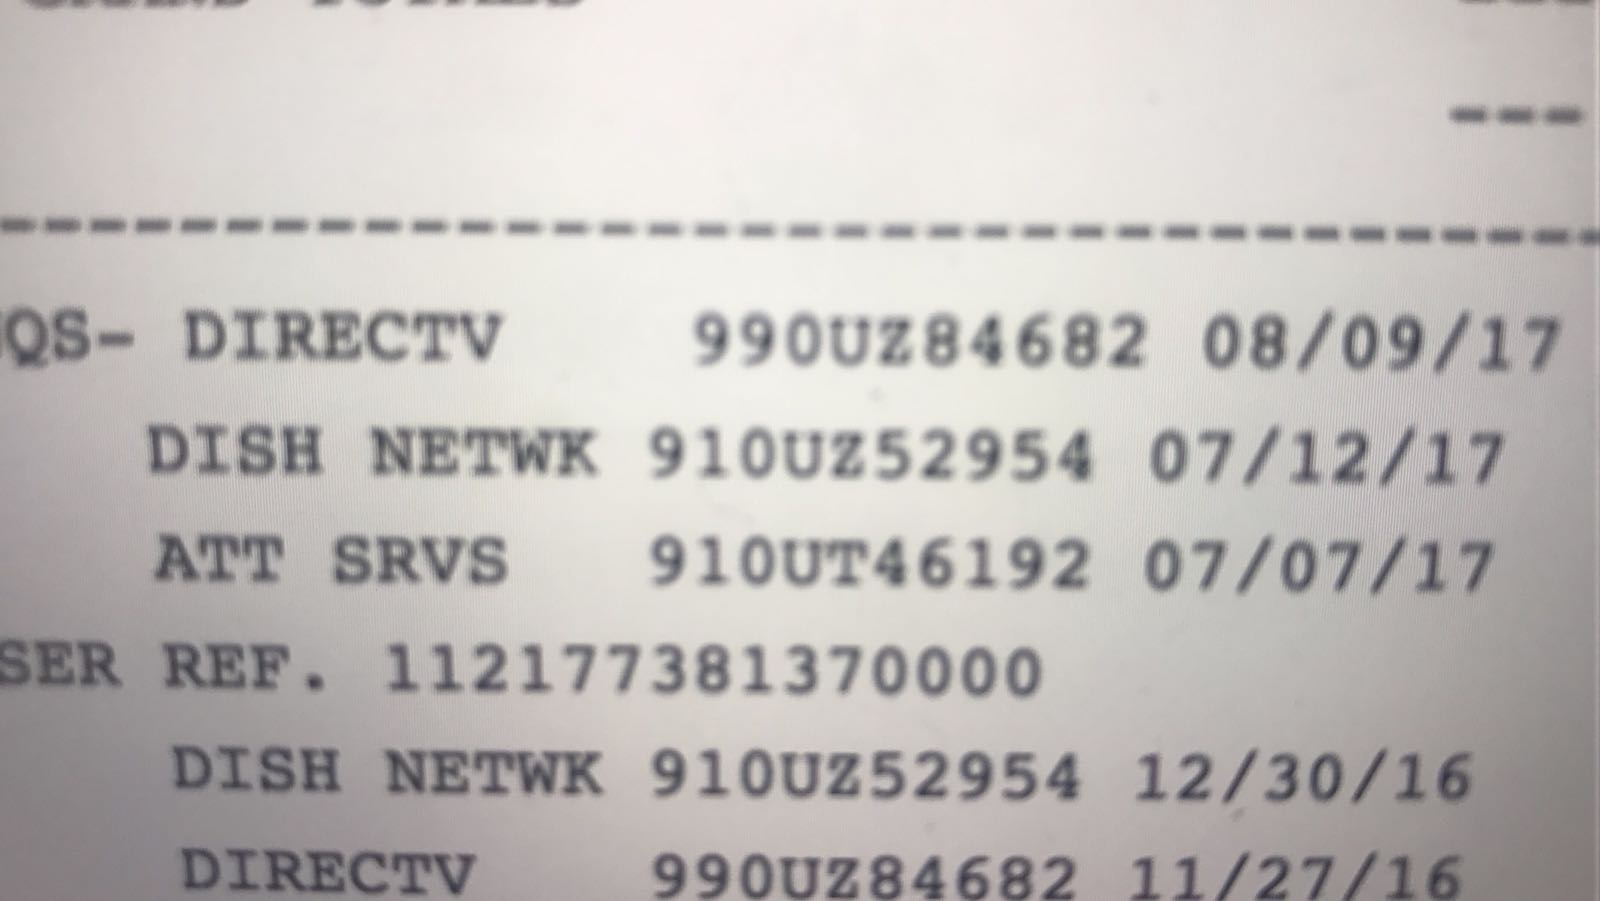 QS- DIRECTV 990UZ84682 08/09/17
DISH NETWK 910UZ52954 07/12/17
ATT SRVS 910UT46192 07/07/17
SER REF. 112177381370000
DISH NETWK 910UZ52954 12/30/16
DIRECTV 990UZ84682 11/27/16